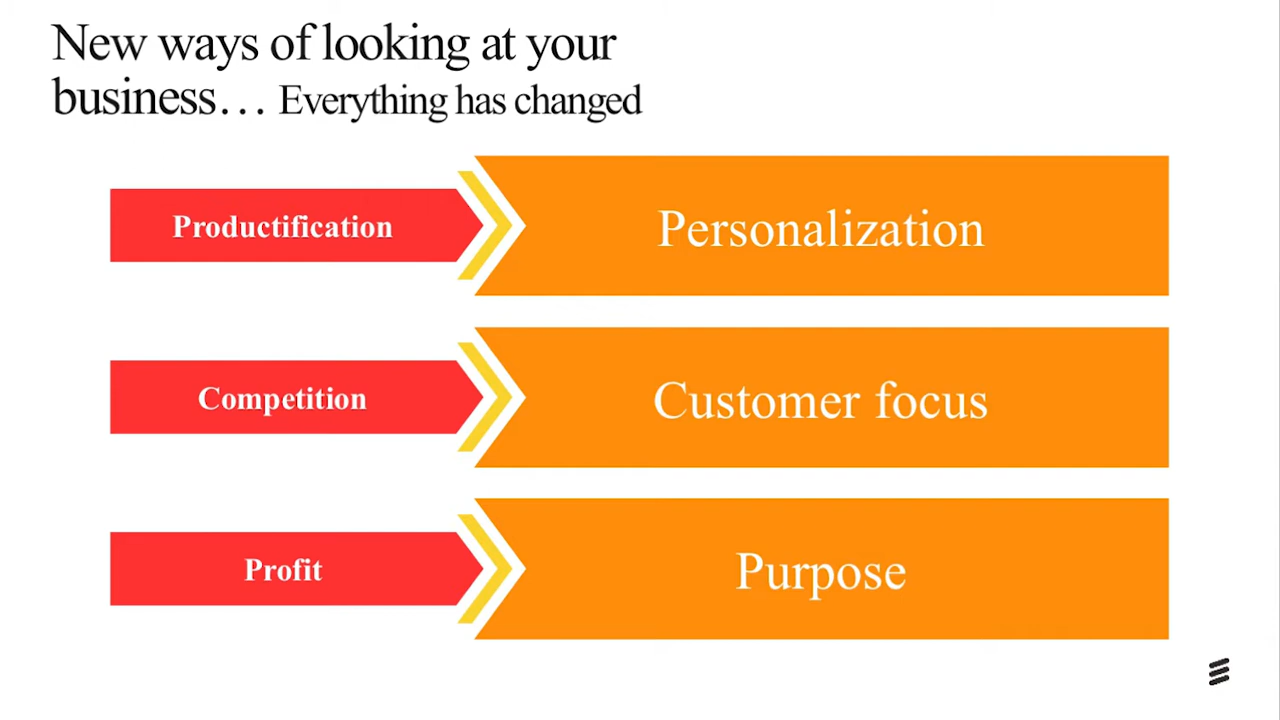 New ways of looking at your
business… Everything has changed
Productification
Personalization
Competition
Customer focus
Profit
Purpose